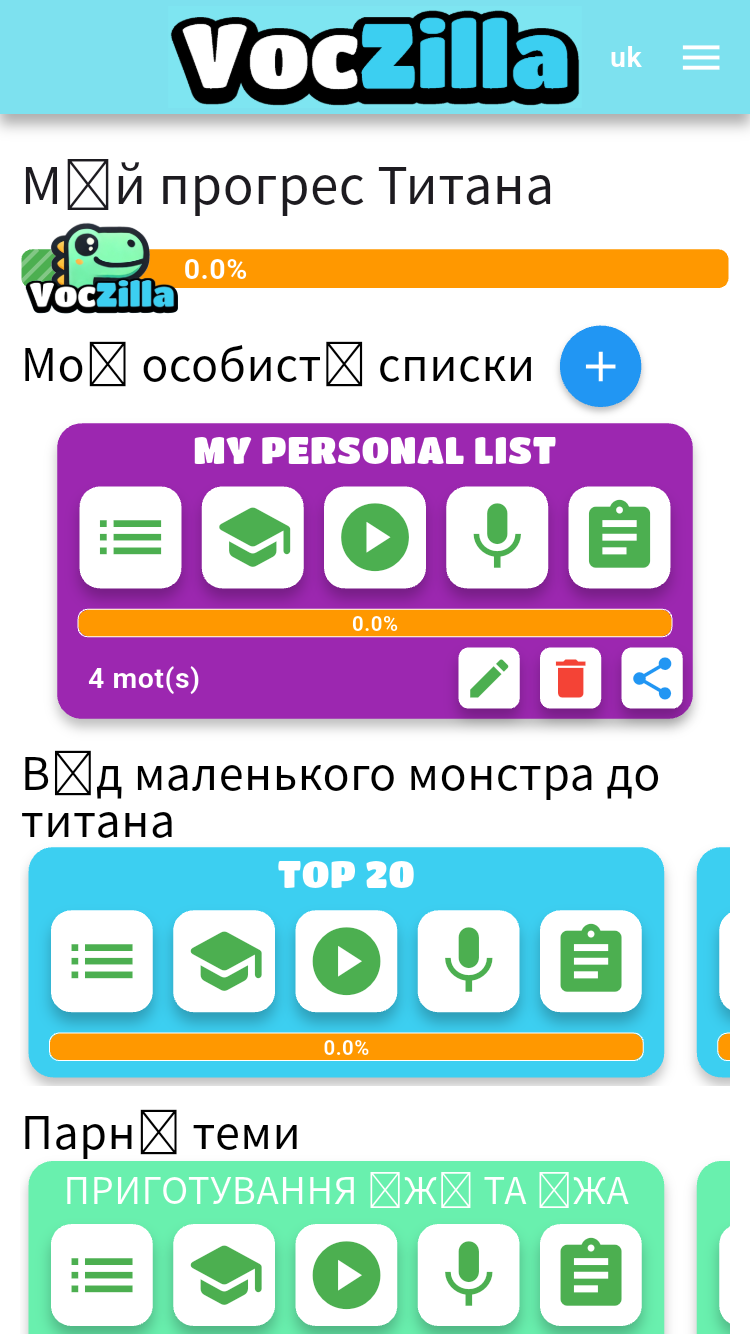 VocZilla
uk
М☒й прогрес Титана
0.0%
VocZilla
Мо☒ особист☒ списки
MY PERSONAL LIST
0.0%
4 mot(s)
В☒д маленького монстра до
титана
TOP 20
0.0%
Парн☒ теми
ПРИГОТУВАННЯ ☒Ж☒ ТА ☒ЖА